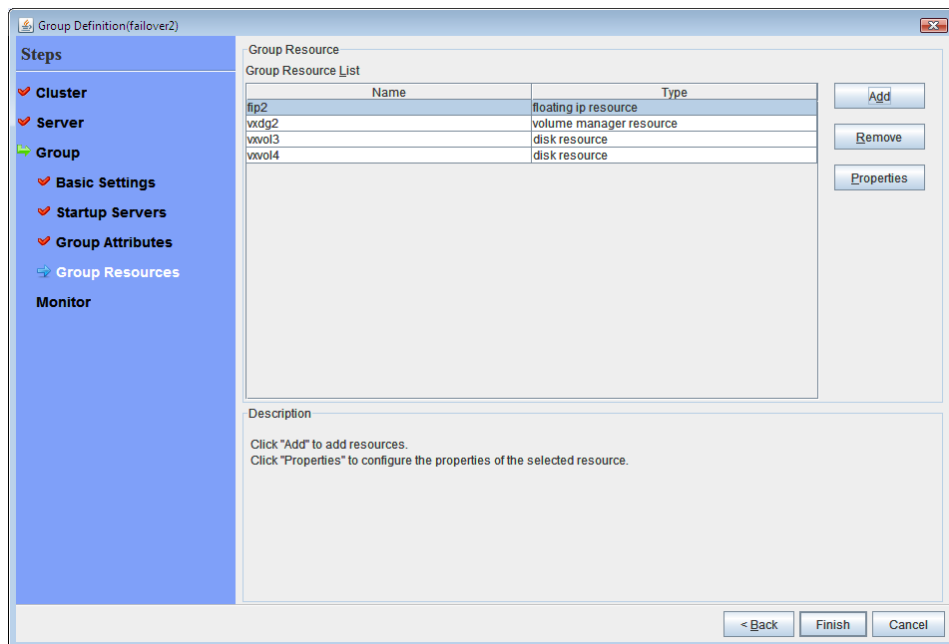 Group Definition(failover2)
Steps
Cluster
Server
Group
Basic Settings
Startup Servers
Group Attributes
Group Resources
Monitor
Group Resource
Group Resource List
Name Type
fip2 floating ip resource
vxdg2 volume manager resource
vxvol3 disk resource
vxvol4 disk resource
Add
Remove
Properties
Description
Click "Add" to add resources.
Click "Properties" to configure the properties of the selected resource.
< Back Finish Cancel